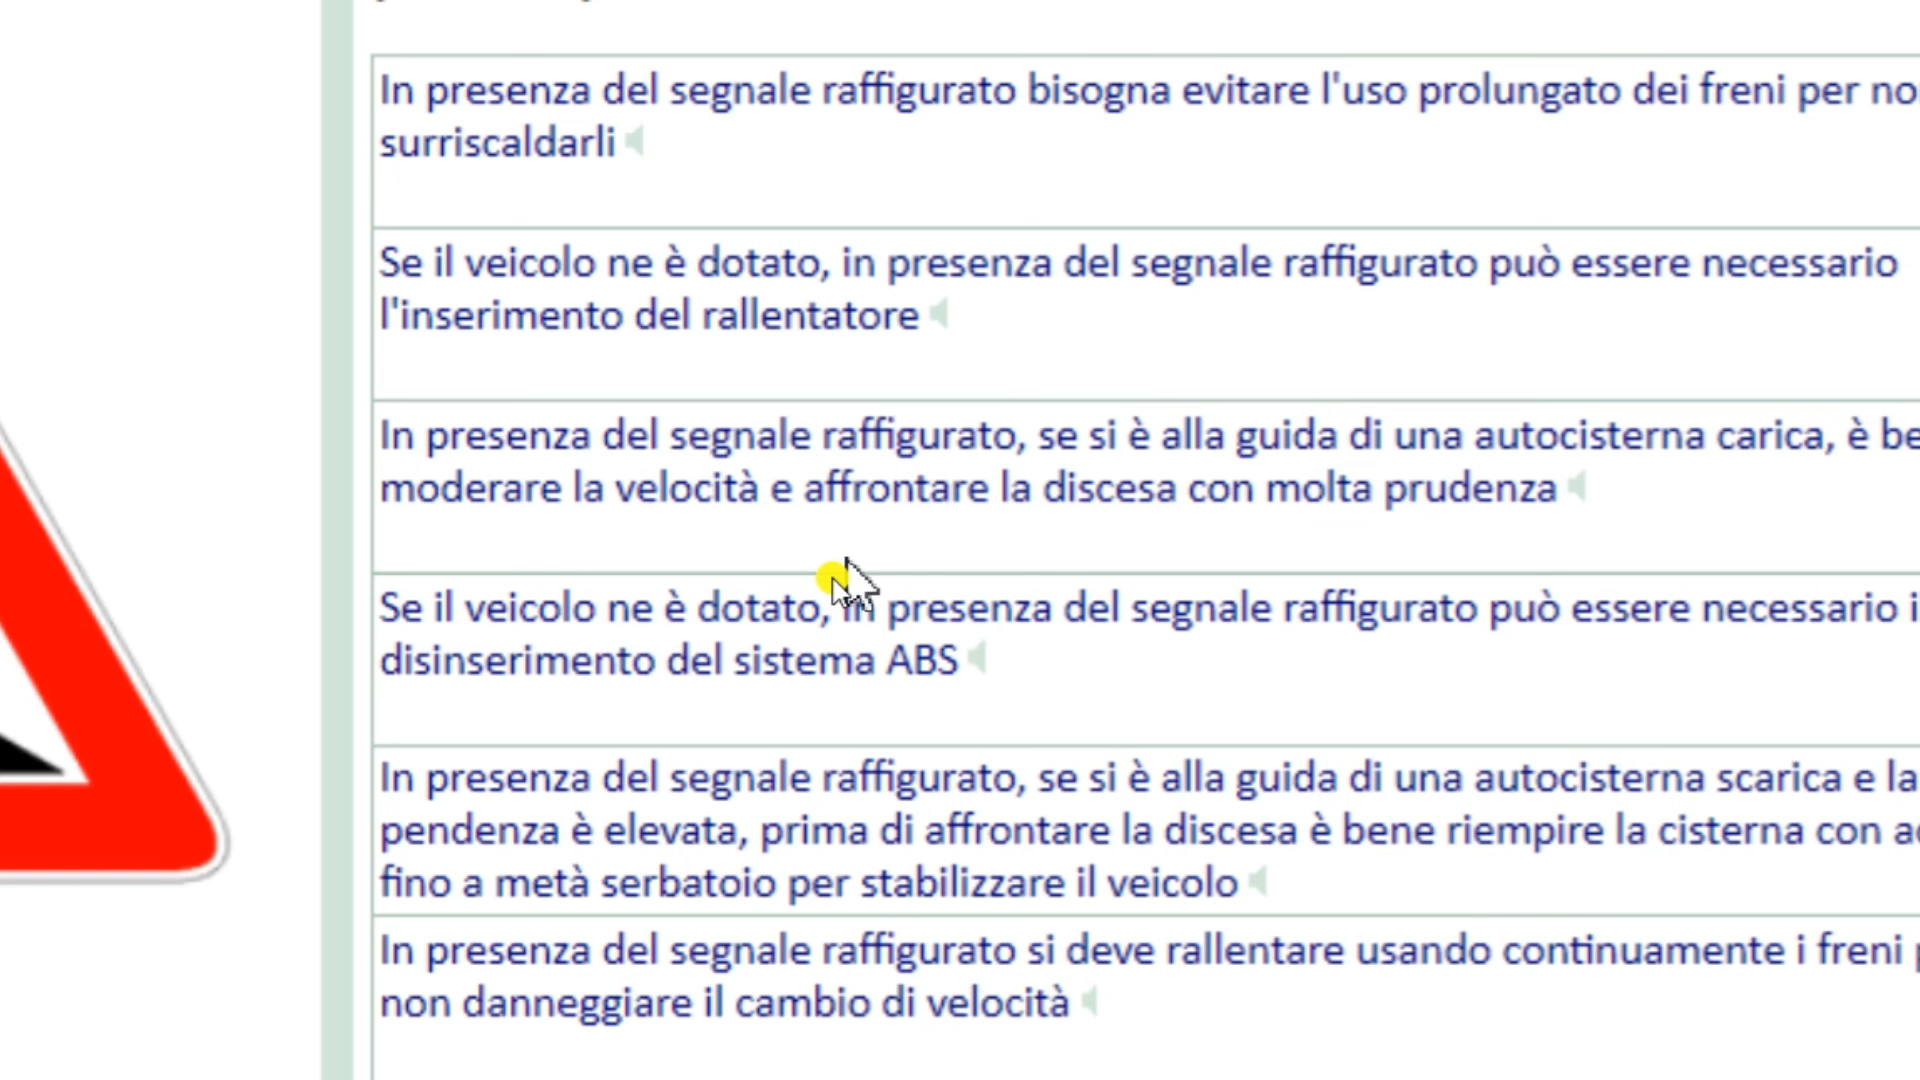 In presenza del segnale raffigurato bisogna evitare l'uso prolungato dei freni per
surriscaldarli
Se il veicolo ne è dotato, in presenza del segnale raffigurato può essere necessario
l'inserimento del rallentatore
In presenza del segnale raffigurato, se si è alla guida di una autocisterna carica, è
moderare la velocità e affrontare la discesa con molta prudenza
Se il veicolo ne è dotato, in presenza del segnale raffigurato può essere necessario
disinserimento del sistema ABS
In presenza del segnale raffigurato, se si è alla guida di una autocisterna scarica e la
pendenza è elevata, prima di affrontare la discesa è bene riempire la cisterna con
fino a metà serbatoio per stabilizzare il veicolo
In presenza del segnale raffigurato si deve rallentare usando continuamente i freni
non danneggiare il cambio di velocità